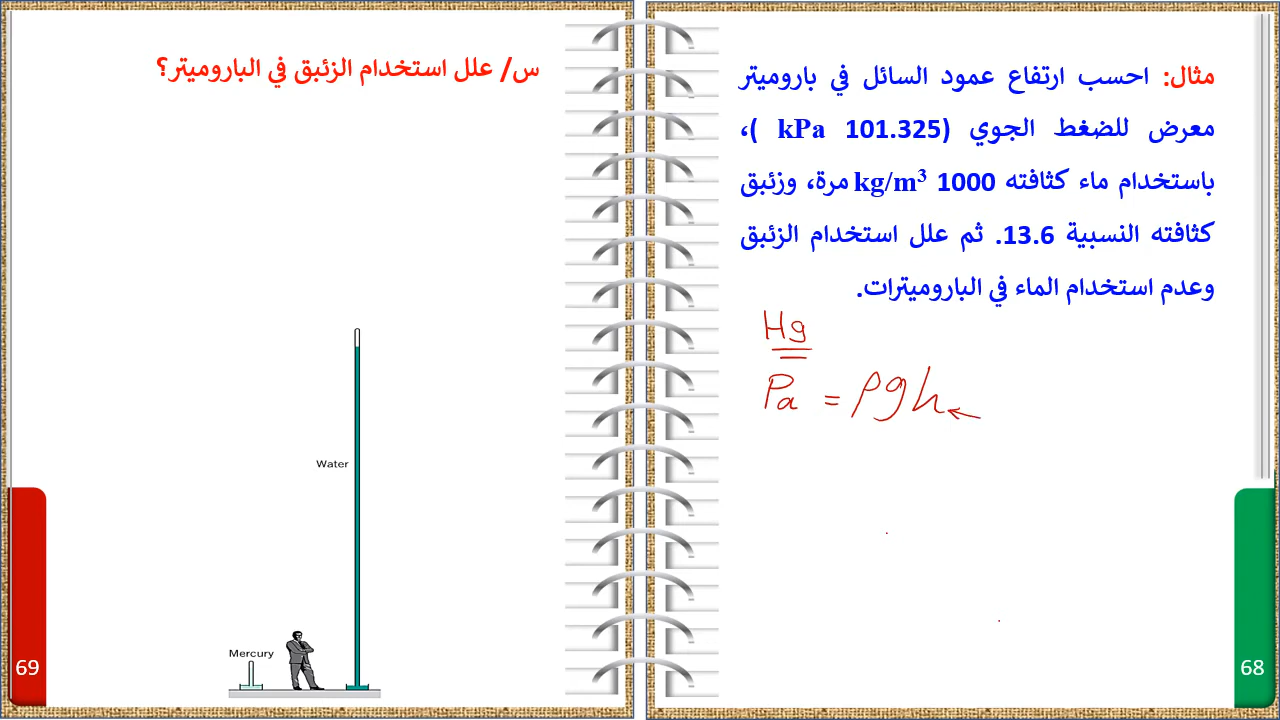 مثال: احسب ارتفاع عمود السائل في باروميتر
معرض للضغط الجوي (101.325 kPa )،
باستخدام ماء كثافته 1000 kg/m³ مرة، وزئبق
كثافته النسبية 13.6. ثم علل استخدام الزئبق
وعدم استخدام الماء في الباروميترات.
Hg
Pa = ρgh
68
س/ علل استخدام الزئبق في الباروميتر؟
Water
Mercury
69